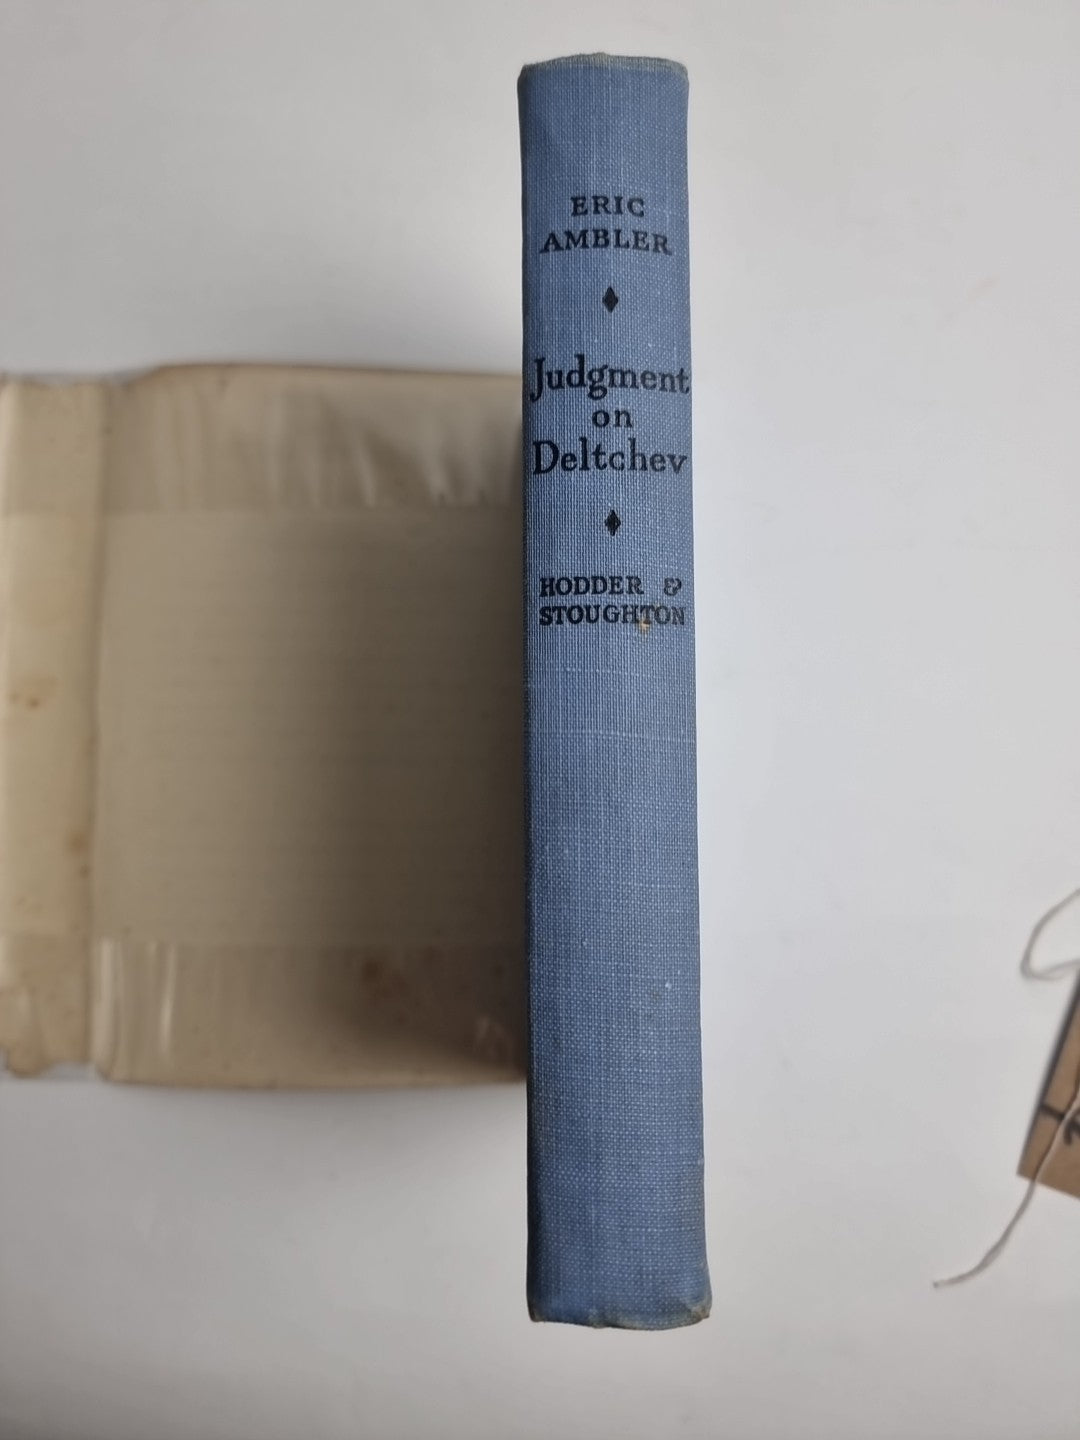 ERIC
AMBLER
Judgment
on
Deltchev
HODDER &
STOUGHTON